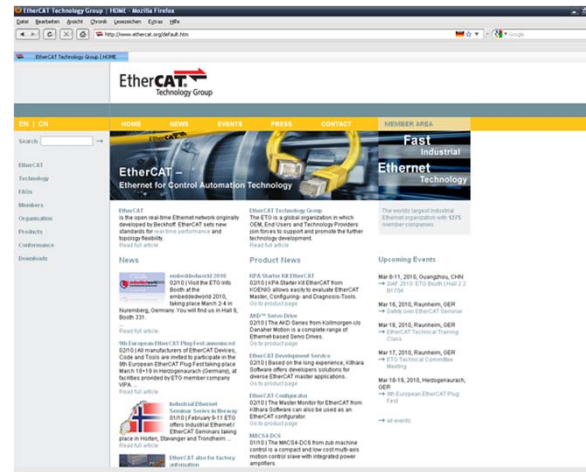 EtherCAT Technology Group | HOME - Mozilla Firefox
Datei Bearbeiten Ansicht Chronik Lesezeichen Extras Hilfe
http://www.ethercat.org/default.htm
Google
EtherCAT Technology Group | HOME
EtherCAT.
Technology Group
EN | CN
HOME NEWS EVENTS PRESS CONTACT MEMBER AREA
Search
EtherCAT
Technology
FAQs
Members
Organisation
Products
Conformance
Downloads
EtherCAT
EtherCAT –
Ethernet for Control Automation Technology
Fast
Industrial
Ethernet
Technology
EtherCAT
is the open real-time Ethernet network originally
developed by Beckhoff. EtherCAT sets new
standards for real-time performance and
topology flexibility.
Read full article
EtherCAT Technology Group
The ETG is a global organization in which
OEM, End Users and Technology Providers
join forces to support and promote the further
technology development.
Read full article
The worlds largest Industrial
Ethernet organization with 1275
member companies.
News
embeddedworld 2010
02/10 | Visit the ETG Info
Booth at the
embeddedworld 2010,
taking place March 2-4 in
Nuremberg, Germany. You will find us in Hall 9,
Booth 331.
...
Read full article
9th European EtherCAT Plug Fest announced
02/10 | All manufacturers of EtherCAT Devices,
Code and Tools are invited to participate in the
9th European EtherCAT Plug Fest taking place
March 18+19 in Herzogenaurach (Germany), at
facilities provided by ETG member company
VIPA. ...
Read full article
Industrial Ethernet
Seminar Series in Norway
01/10 | February 9-11 ETG
offers Industrial Ethernet /
EtherCAT Seminars taking
place in Horten, Stavanger and Trondheim ...
Read full article
EtherCAT also for factory
automation
Product News
KPA Starter Kit EtherCAT
02/10 | KPA Starter Kit EtherCAT from
KOENIG allows easily to evaluate EtherCAT
Master, Configuring- and Diagnosis-Tools.
Go to product page
AKD™ Servo Drive
02/10 | The AKD Series from Kollmorgen c/o
Danaher Motion is a complete range of
Ethernet-based Servo Drives.
Go to product page
EtherCAT Development Service
02/10 | Based on the long experience, Kithara
Software offers developers solutions for
diverse EtherCAT master applications.
Go to product page
EtherCAT Configurator
02/10 | The Master Monitor for EtherCAT from
Kithara Software can also be used as an
EtherCAT configurator.
Go to product page
MACS4-DC6
01/10 | The MACS4-DC6 from zub machine
control is a compact and low cost multi-axis
motion control slave with integrated power
amplifiers.
Upcoming Events
Mar 8-11, 2010, Guangzhou, CHN
Mar 16, 2010, Raunheim, GER
Safety over EtherCAT Seminar
Mar 16, 2010, Raunheim, GER
EtherCAT Technical Training
Class
Mar 17, 2010, Raunheim, GER
ETG Technical Committee
Meeting
Mar 18-19, 2010, Herzogenaurach,
GER
9th European EtherCAT Plug
Fest
all events